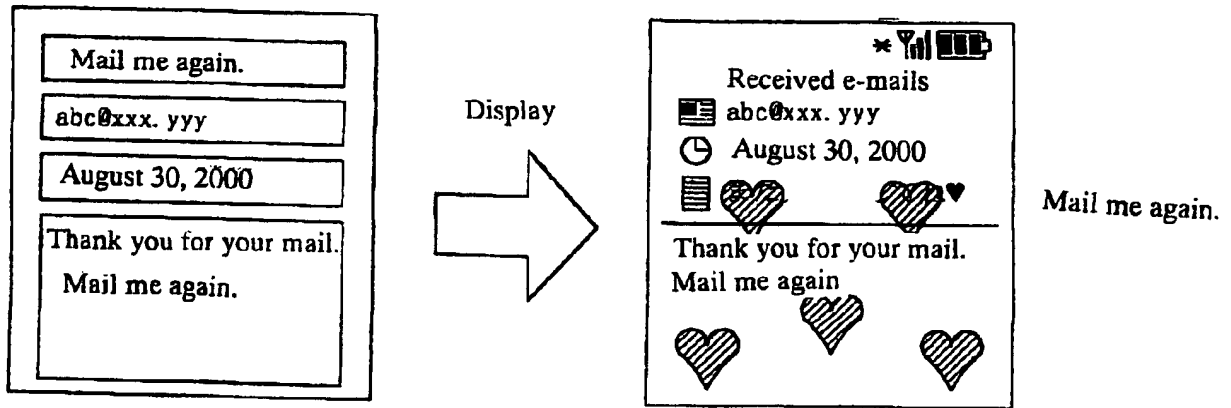 Mail me again.
abc@xxx. yyy
August 30, 2000
Thank you for your mail.
Mail me again.
Display
Received e-mails
abc@xxx. yyy
August 30, 2000
Thank you for your mail.
Mail me again
Mail me again.